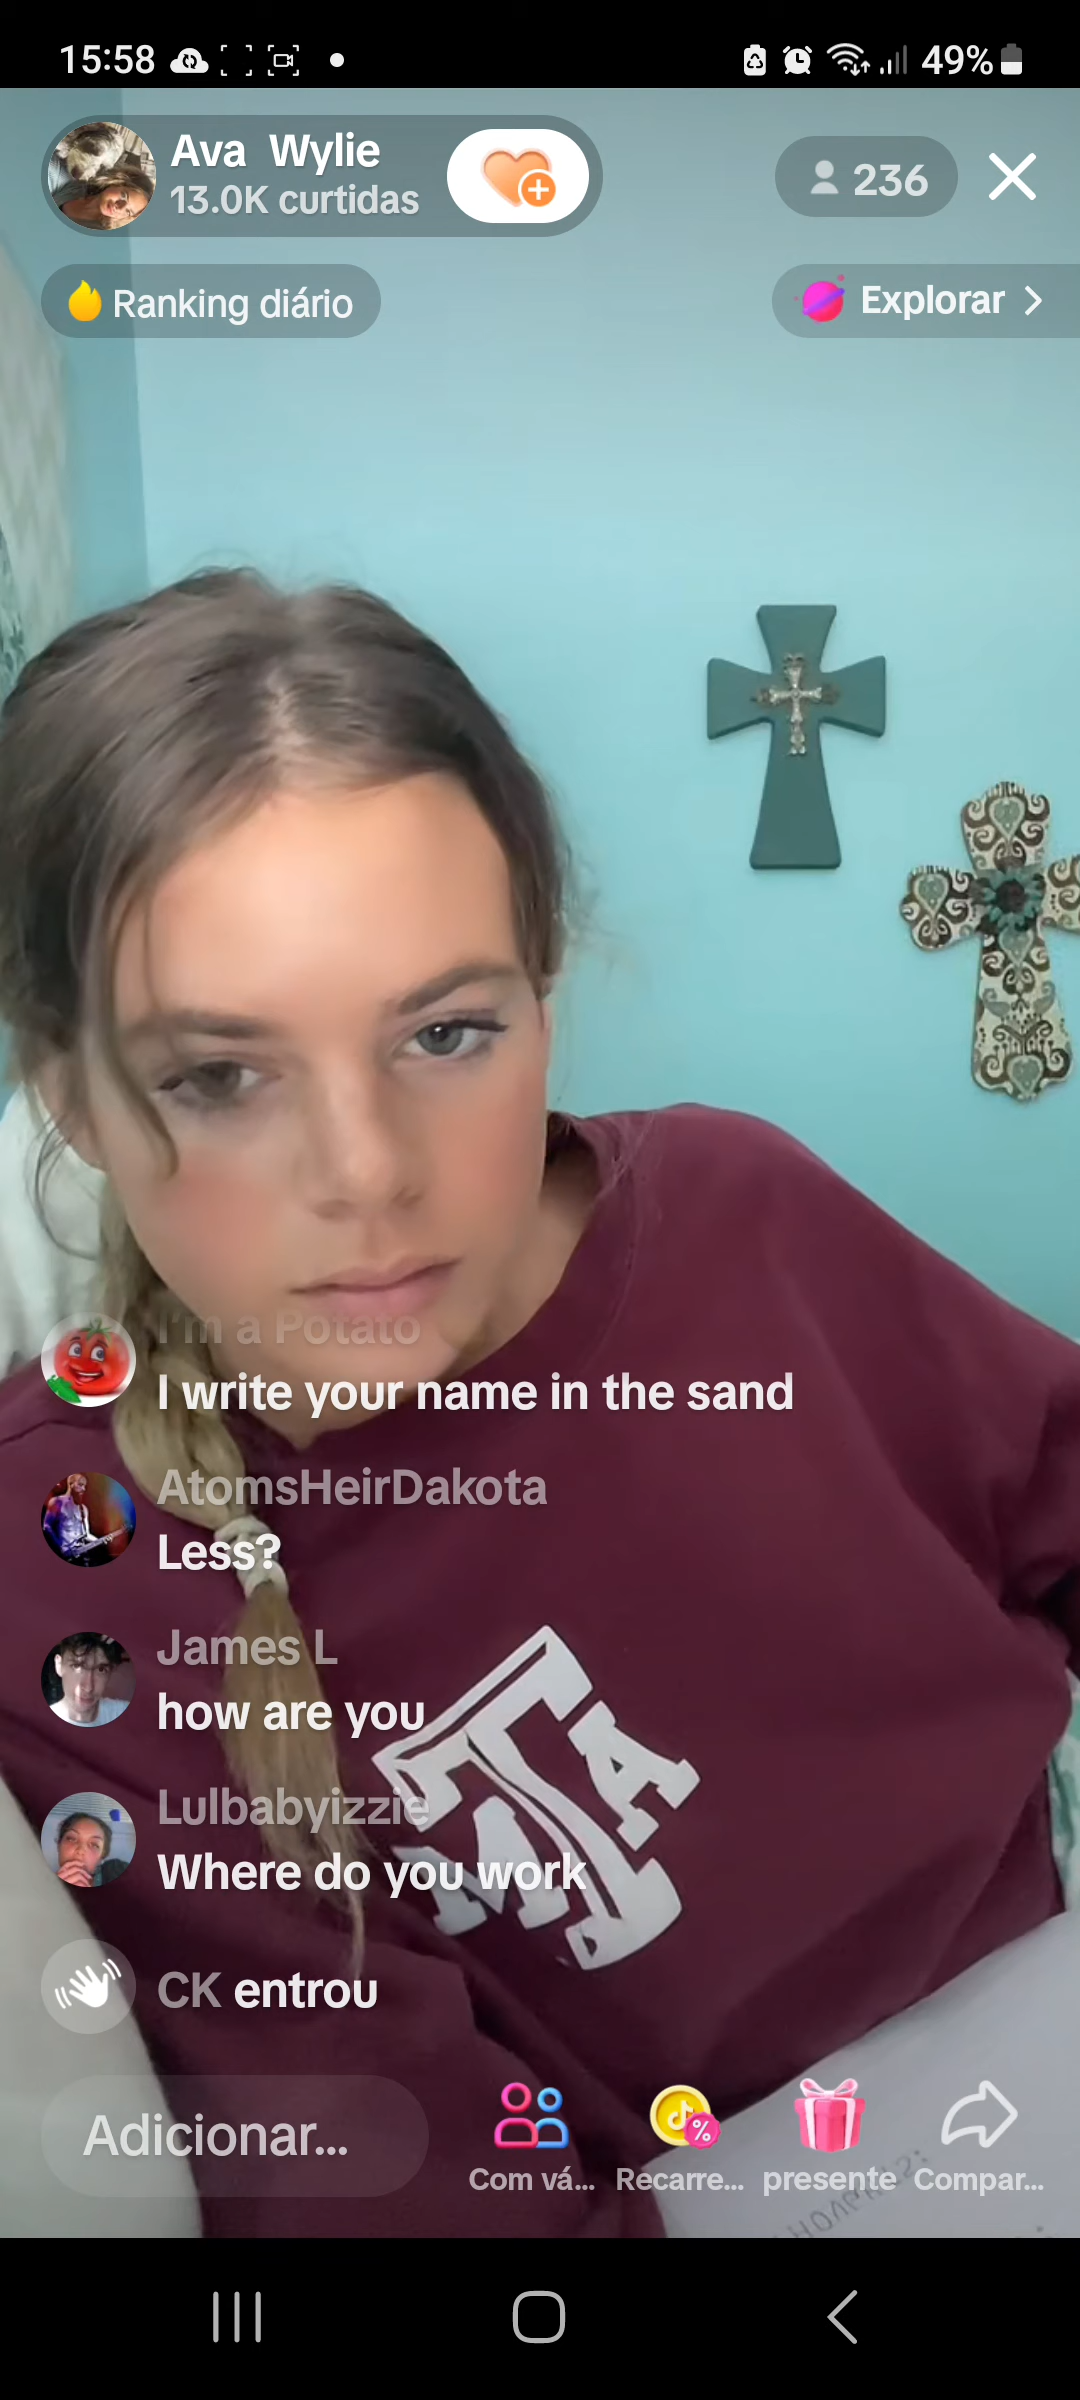 15:58
49%
Ava Wylie
13.0K curtidas
236
Ranking diário
Explorar
I'm a Potato
I write your name in the sand
AtomsHeirDakota
Less?
James L
how are you
Lulbabyizzie
Where do you work
CK entrou
ATM
Adicionar...
Com vá...
Recarre...
presente
Compar...